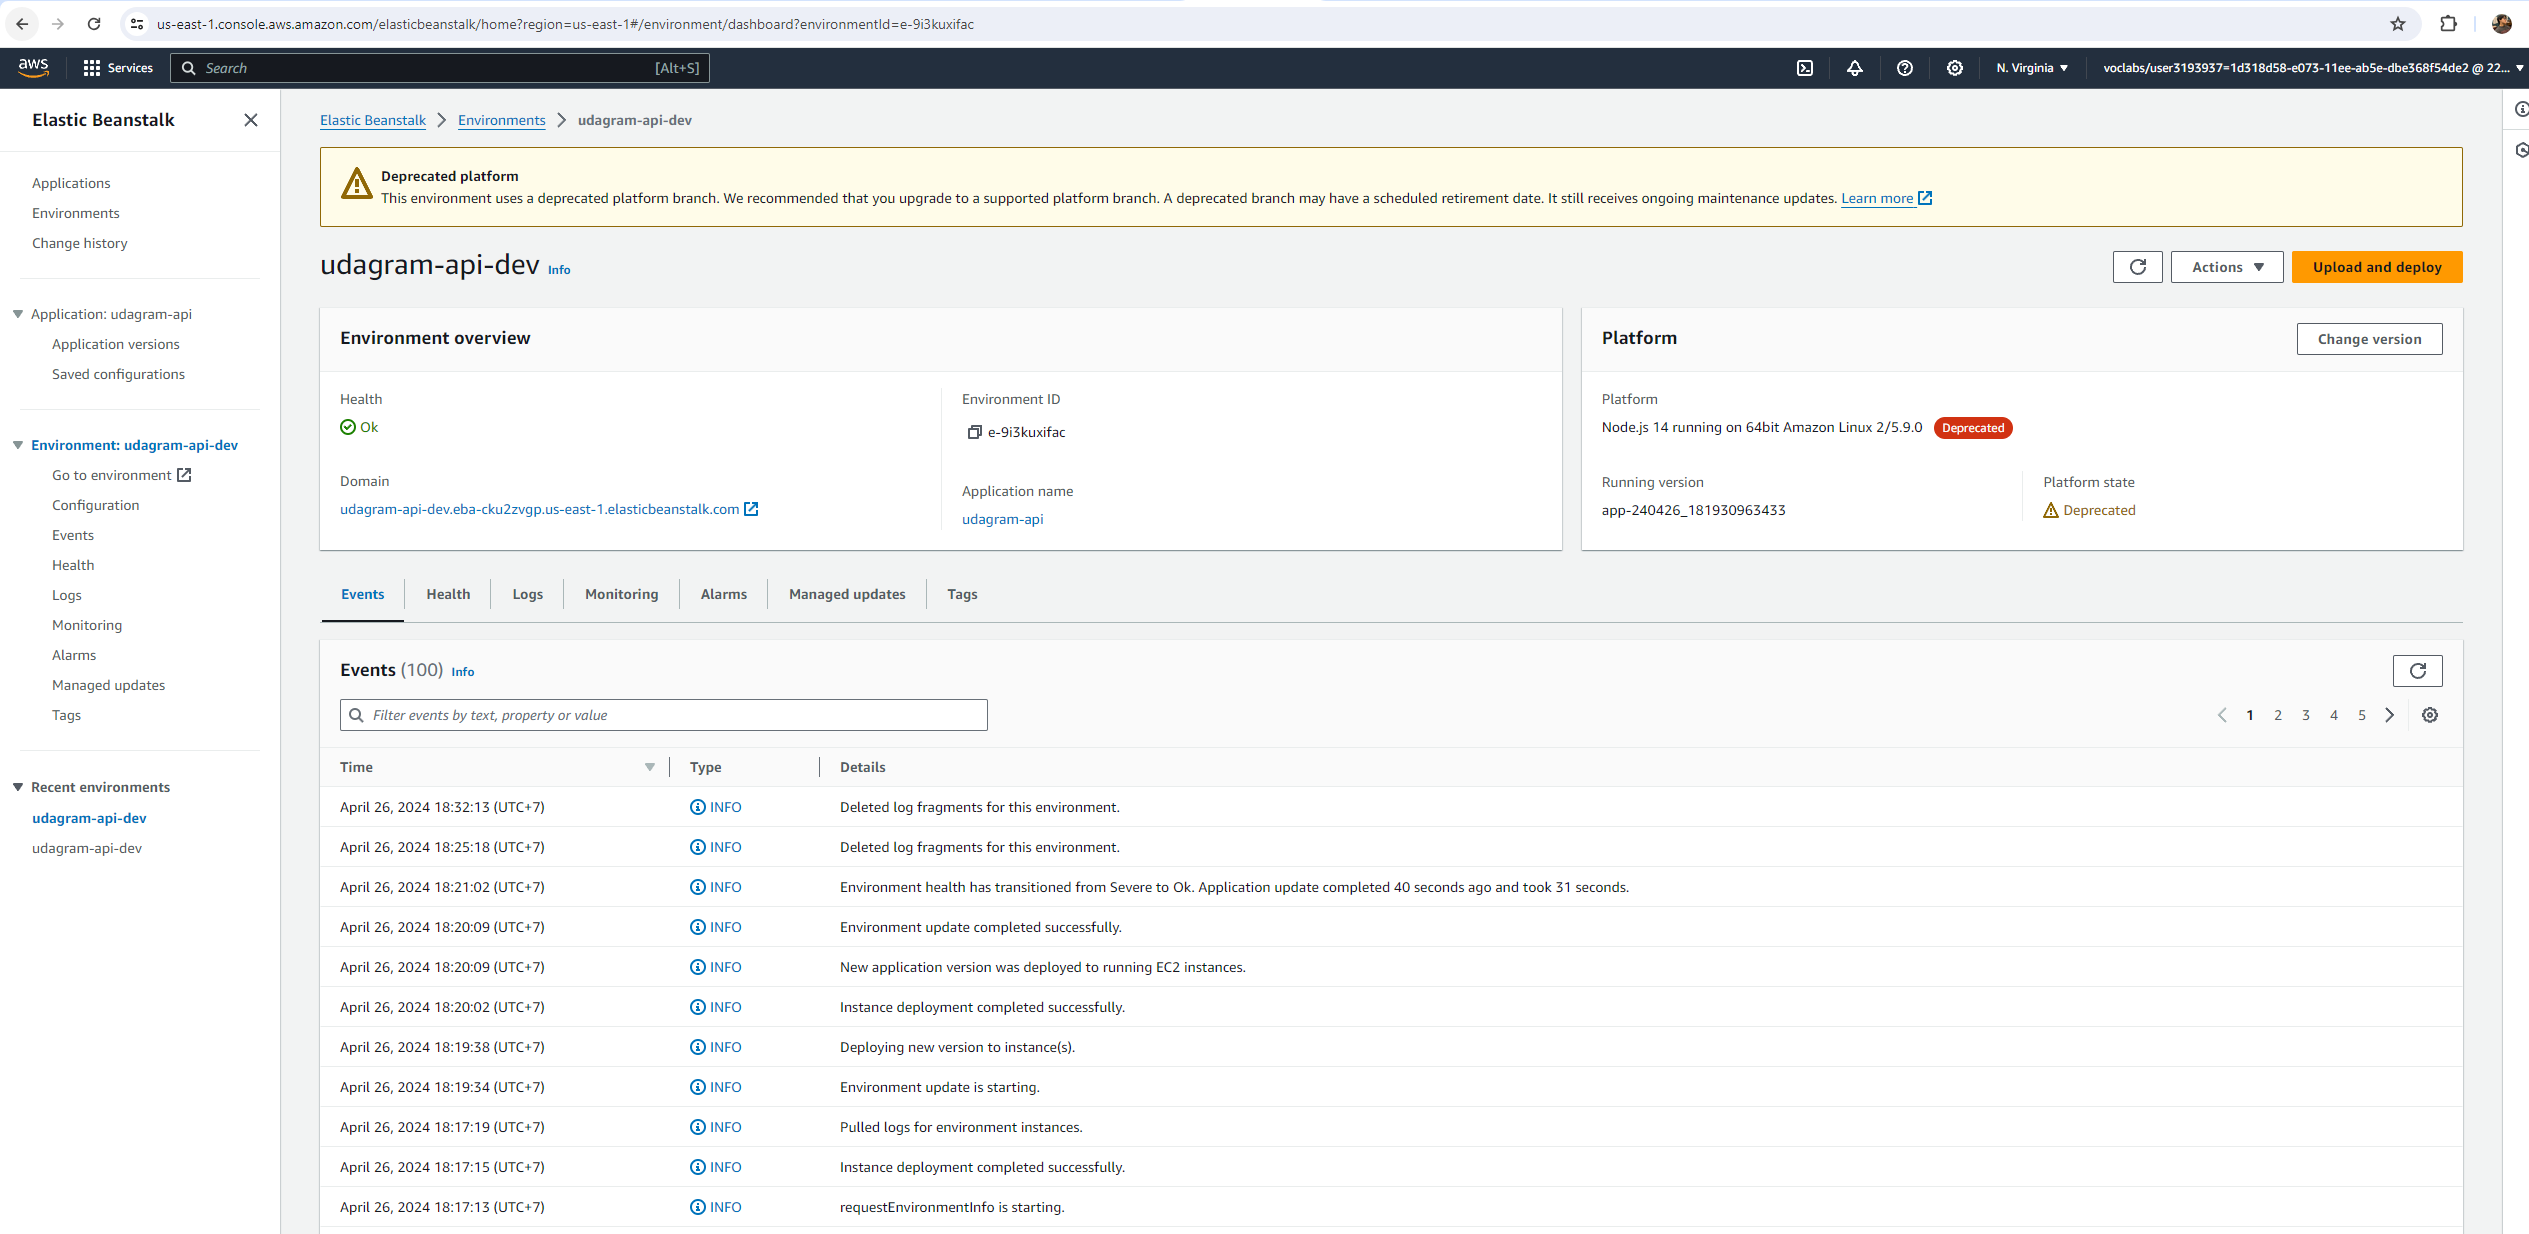 us-east-1.console.aws.amazon.com/elasticbeanstalk/home?region=us-east-1#/environment/dashboard?environmentId=e-9i3kuxifac
aws
Services
Search
[Alt+S]
N. Virginia
voclabs/user3193937=1d318d58-e073-11ee-ab5e-dbe368f54de2 @ 22...
Elastic Beanstalk
Applications
Environments
Change history
Application: udagram-api
Application versions
Saved configurations
Environment: udagram-api-dev
Go to environment
Configuration
Events
Health
Logs
Monitoring
Alarms
Managed updates
Tags
Recent environments
udagram-api-dev
udagram-api-dev
Elastic Beanstalk > Environments > udagram-api-dev
Deprecated platform
This environment uses a deprecated platform branch. We recommended that you upgrade to a supported platform branch. A deprecated branch may have a scheduled retirement date. It still receives ongoing maintenance updates. Learn more
udagram-api-dev Info
Actions
Upload and deploy
Environment overview
Health
Ok
Domain
udagram-api-dev.eba-cku2zvgp.us-east-1.elasticbeanstalk.com
Environment ID
e-9i3kuxifac
Application name
udagram-api
Platform
Change version
Platform
Node.js 14 running on 64bit Amazon Linux 2/5.9.0 Deprecated
Running version
app-240426_181930963433
Platform state
Deprecated
Events Health Logs Monitoring Alarms Managed updates Tags
Events (100) Info
Filter events by text, property or value
1 2 3 4 5
Time Type Details
April 26, 2024 18:32:13 (UTC+7) INFO Deleted log fragments for this environment.
April 26, 2024 18:25:18 (UTC+7) INFO Deleted log fragments for this environment.
April 26, 2024 18:21:02 (UTC+7) INFO Environment health has transitioned from Severe to Ok. Application update completed 40 seconds ago and took 31 seconds.
April 26, 2024 18:20:09 (UTC+7) INFO Environment update completed successfully.
April 26, 2024 18:20:09 (UTC+7) INFO New application version was deployed to running EC2 instances.
April 26, 2024 18:20:02 (UTC+7) INFO Instance deployment completed successfully.
April 26, 2024 18:19:38 (UTC+7) INFO Deploying new version to instance(s).
April 26, 2024 18:19:34 (UTC+7) INFO Environment update is starting.
April 26, 2024 18:17:19 (UTC+7) INFO Pulled logs for environment instances.
April 26, 2024 18:17:15 (UTC+7) INFO Instance deployment completed successfully.
April 26, 2024 18:17:13 (UTC+7) INFO requestEnvironmentInfo is starting.